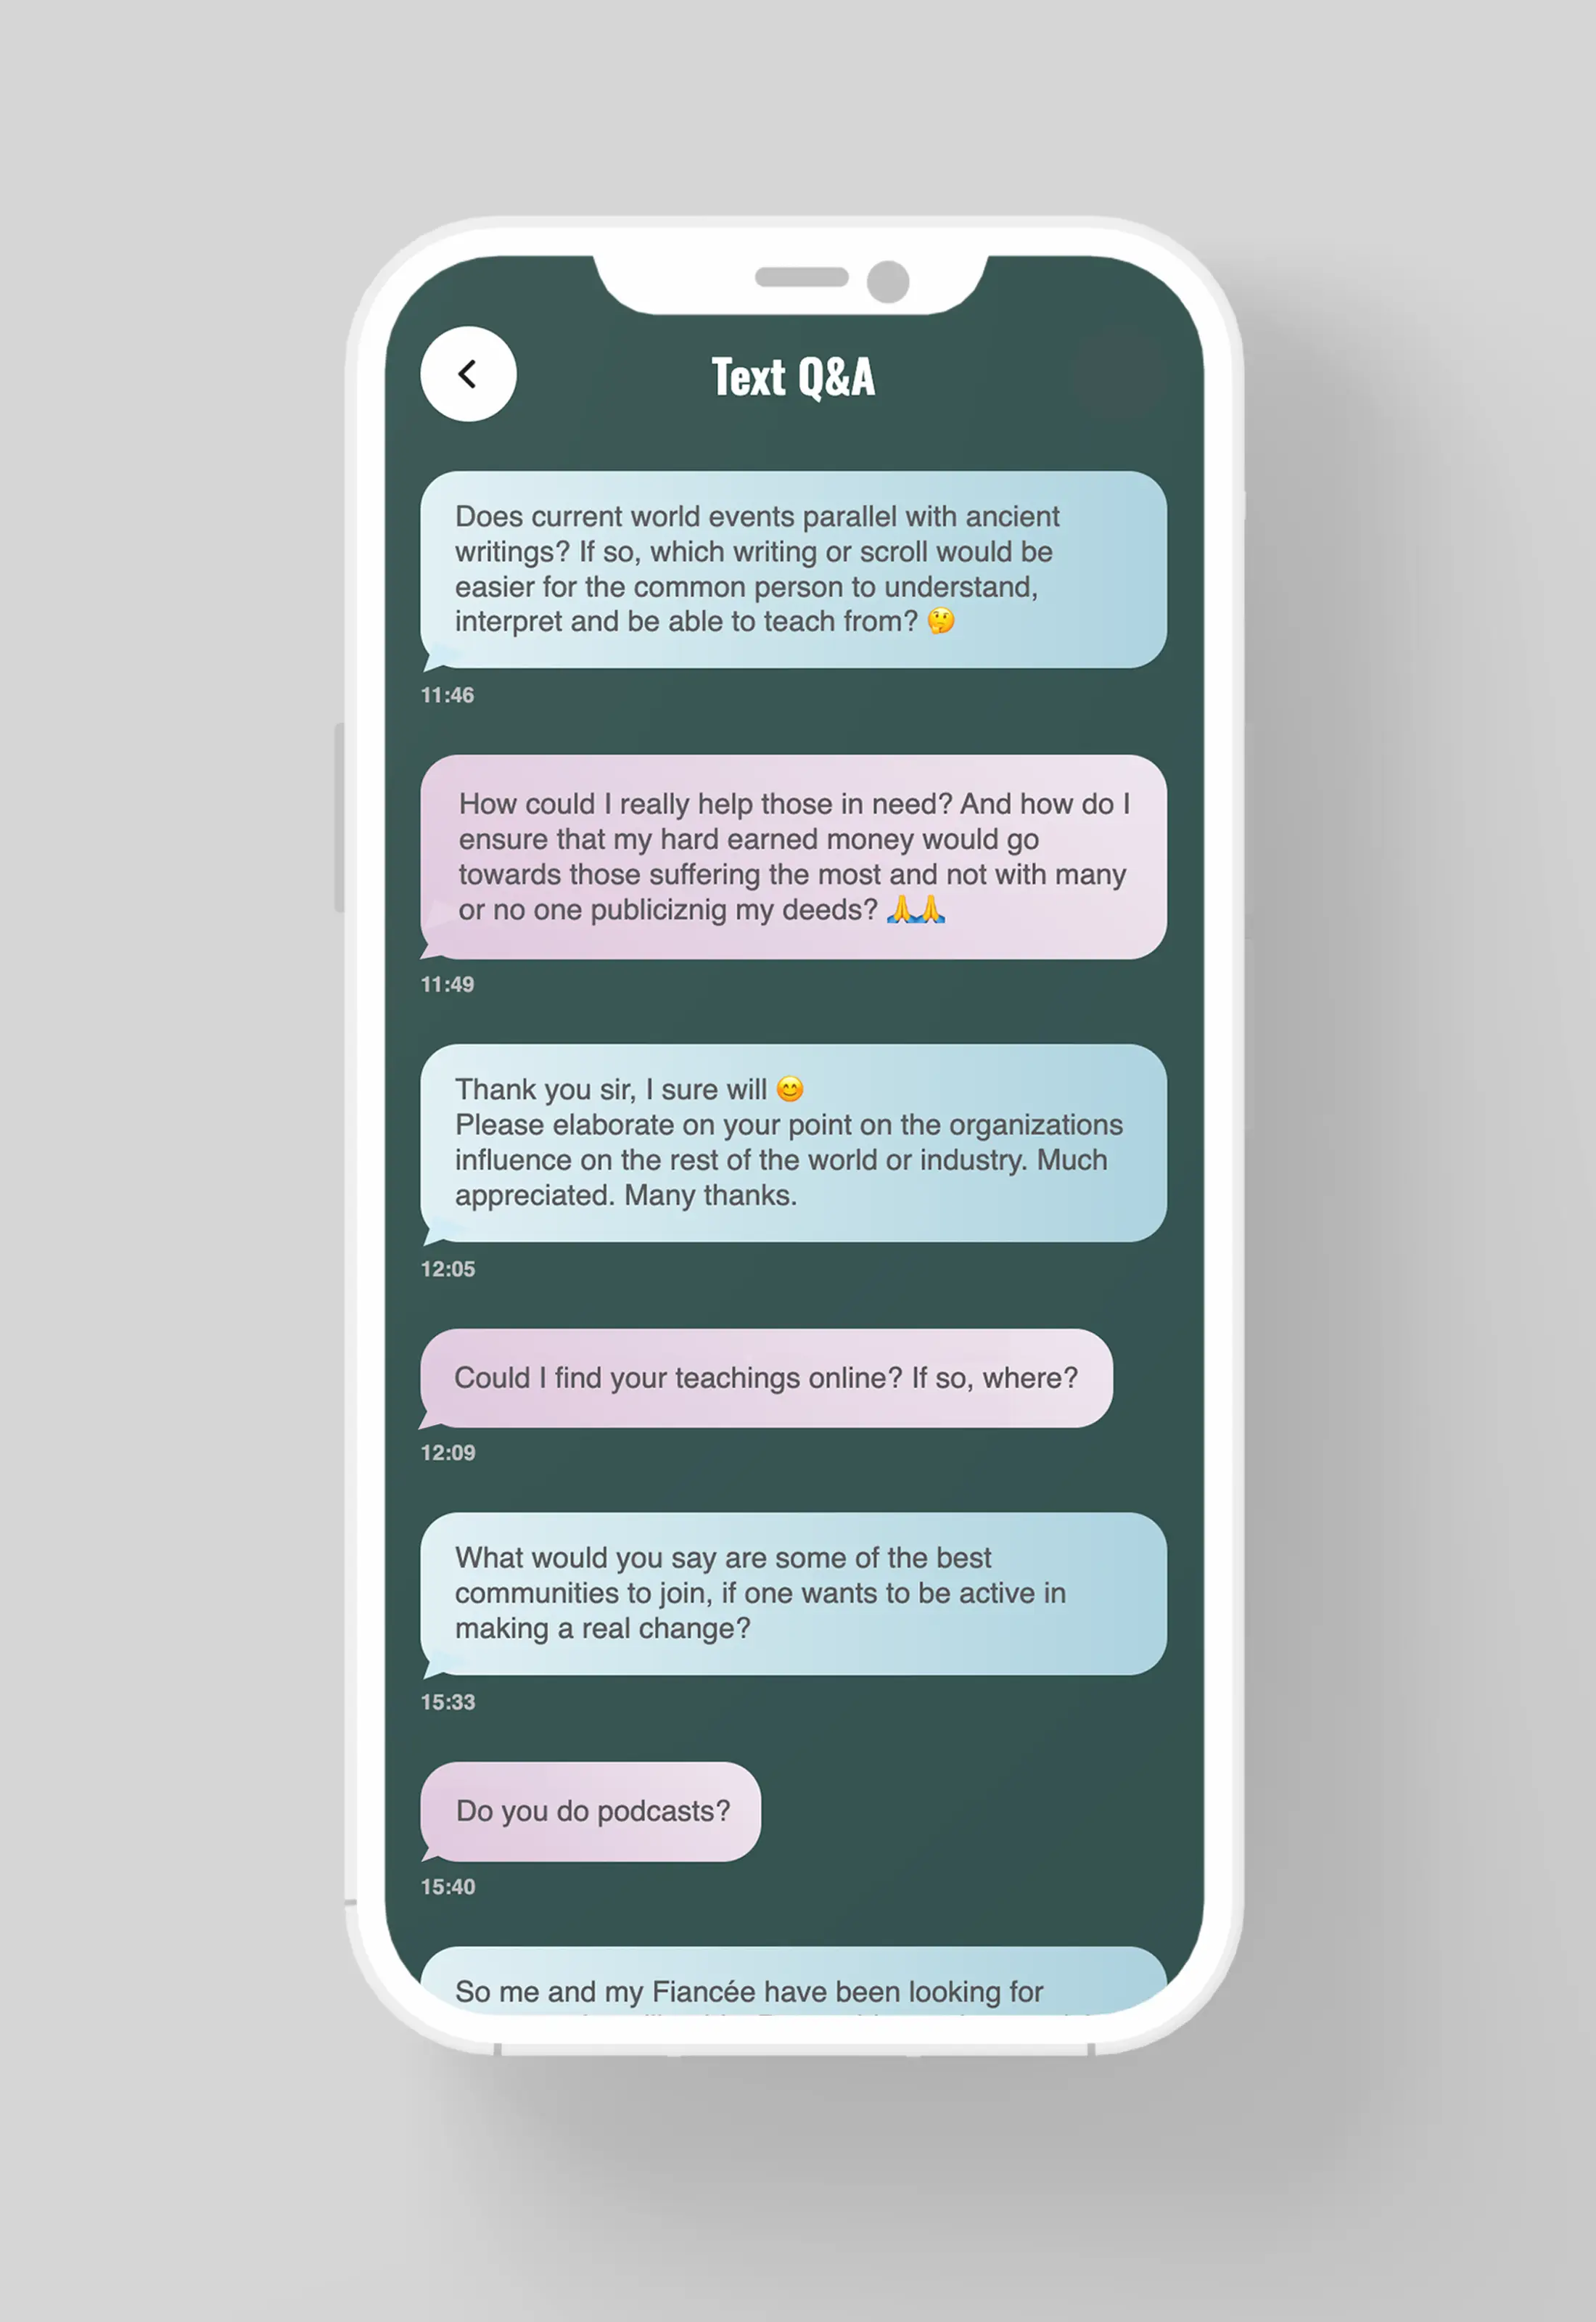 Text Q&A
Does current world events parallel with ancient
writings? If so, which writing or scroll would be
easier for the common person to understand,
interpret and be able to teach from? 🤔
11:46
How could I really help those in need? And how do I
ensure that my hard earned money would go
towards those suffering the most and not with many
or no one publiciznig my deeds? 🙏🙏
11:49
Thank you sir, I sure will 😊
Please elaborate on your point on the organizations
influence on the rest of the world or industry. Much
appreciated. Many thanks.
12:05
Could I find your teachings online? If so, where?
12:09
What would you say are some of the best
communities to join, if one wants to be active in
making a real change?
15:33
Do you do podcasts?
15:40
So me and my Fiancée have been looking for